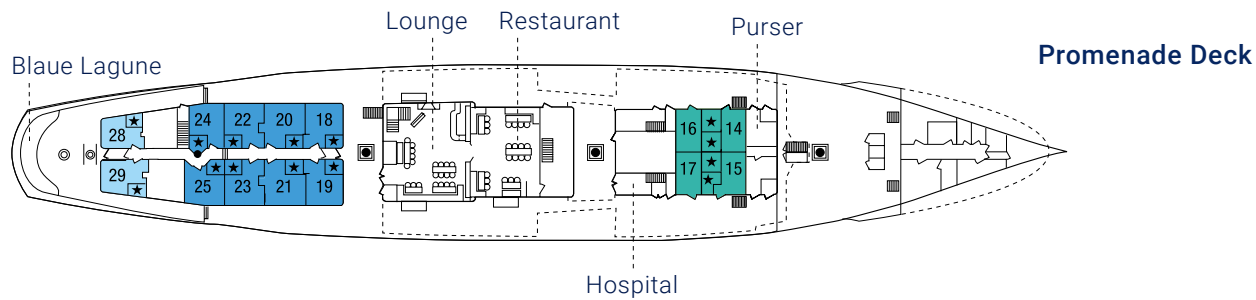 Lounge
Restaurant
Purser
Promenade Deck
Blaue Lagune
28
24
22
20
18
16
14
29
25
23
21
19
17
15
Hospital